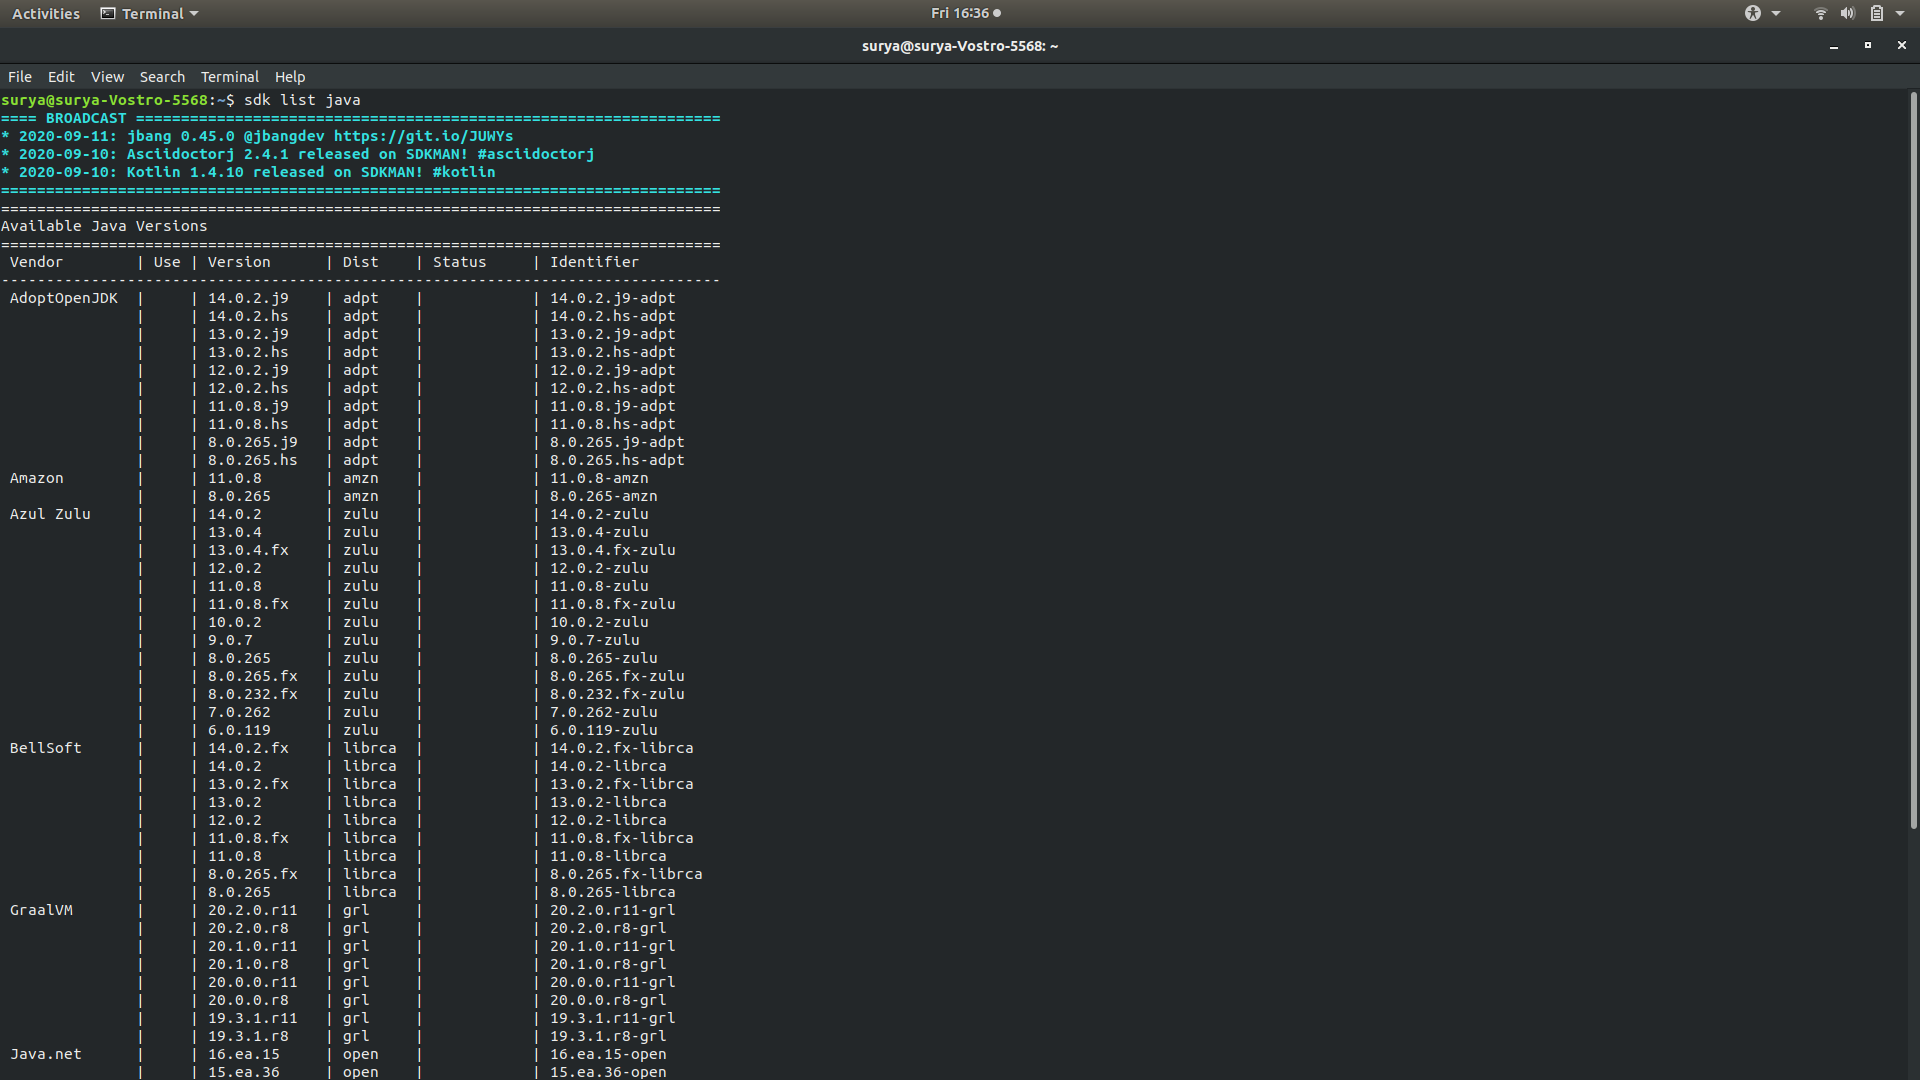 Activities Terminal Fri 16:36
surya@surya-Vostro-5568: ~
File Edit View Search Terminal Help
surya@surya-Vostro-5568:~$ sdk list java
==== BROADCAST =================================================================
* 2020-09-11: jbang 0.45.0 @jbangdev https://git.io/JUWYs
* 2020-09-10: Asciidoctorj 2.4.1 released on SDKMAN! #asciidoctorj
* 2020-09-10: Kotlin 1.4.10 released on SDKMAN! #kotlin
================================================================================
================================================================================
Available Java Versions
================================================================================
 Vendor        | Use | Version      | Dist    | Status     | Identifier
--------------------------------------------------------------------------------
 AdoptOpenJDK  |     | 14.0.2.j9    | adpt    |            | 14.0.2.j9-adpt
               |     | 14.0.2.hs    | adpt    |            | 14.0.2.hs-adpt
               |     | 13.0.2.j9    | adpt    |            | 13.0.2.j9-adpt
               |     | 13.0.2.hs    | adpt    |            | 13.0.2.hs-adpt
               |     | 12.0.2.j9    | adpt    |            | 12.0.2.j9-adpt
               |     | 12.0.2.hs    | adpt    |            | 12.0.2.hs-adpt
               |     | 11.0.8.j9    | adpt    |            | 11.0.8.j9-adpt
               |     | 11.0.8.hs    | adpt    |            | 11.0.8.hs-adpt
               |     | 8.0.265.j9   | adpt    |            | 8.0.265.j9-adpt
               |     | 8.0.265.hs   | adpt    |            | 8.0.265.hs-adpt
 Amazon        |     | 11.0.8       | amzn    |            | 11.0.8-amzn
               |     | 8.0.265      | amzn    |            | 8.0.265-amzn
 Azul Zulu     |     | 14.0.2       | zulu    |            | 14.0.2-zulu
               |     | 13.0.4       | zulu    |            | 13.0.4-zulu
               |     | 13.0.4.fx    | zulu    |            | 13.0.4.fx-zulu
               |     | 12.0.2       | zulu    |            | 12.0.2-zulu
               |     | 11.0.8       | zulu    |            | 11.0.8-zulu
               |     | 11.0.8.fx    | zulu    |            | 11.0.8.fx-zulu
               |     | 10.0.2       | zulu    |            | 10.0.2-zulu
               |     | 9.0.7        | zulu    |            | 9.0.7-zulu
               |     | 8.0.265      | zulu    |            | 8.0.265-zulu
               |     | 8.0.265.fx   | zulu    |            | 8.0.265.fx-zulu
               |     | 8.0.232.fx   | zulu    |            | 8.0.232.fx-zulu
               |     | 7.0.262      | zulu    |            | 7.0.262-zulu
               |     | 6.0.119      | zulu    |            | 6.0.119-zulu
 BellSoft      |     | 14.0.2.fx    | librca  |            | 14.0.2.fx-librca
               |     | 14.0.2       | librca  |            | 14.0.2-librca
               |     | 13.0.2.fx    | librca  |            | 13.0.2.fx-librca
               |     | 13.0.2       | librca  |            | 13.0.2-librca
               |     | 12.0.2       | librca  |            | 12.0.2-librca
               |     | 11.0.8.fx    | librca  |            | 11.0.8.fx-librca
               |     | 11.0.8       | librca  |            | 11.0.8-librca
               |     | 8.0.265.fx   | librca  |            | 8.0.265.fx-librca
               |     | 8.0.265      | librca  |            | 8.0.265-librca
 GraalVM       |     | 20.2.0.r11   | grl     |            | 20.2.0.r11-grl
               |     | 20.2.0.r8    | grl     |            | 20.2.0.r8-grl
               |     | 20.1.0.r11   | grl     |            | 20.1.0.r11-grl
               |     | 20.1.0.r8    | grl     |            | 20.1.0.r8-grl
               |     | 20.0.0.r11   | grl     |            | 20.0.0.r11-grl
               |     | 20.0.0.r8    | grl     |            | 20.0.0.r8-grl
               |     | 19.3.1.r11   | grl     |            | 19.3.1.r11-grl
               |     | 19.3.1.r8    | grl     |            | 19.3.1.r8-grl
 Java.net      |     | 16.ea.15     | open    |            | 16.ea.15-open
               |     | 15.ea.36     | open    |            | 15.ea.36-open